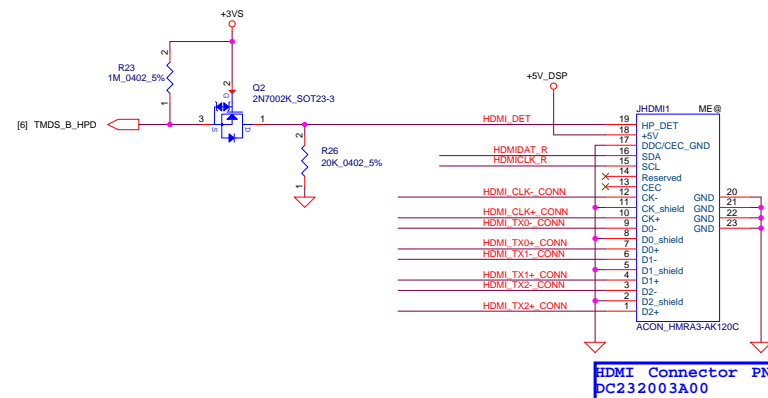 +3VS
2
R23
1M_0402_5%
1
2
G
Q2
2N7002K_SOT23-3
[6] TMDS_B_HPD
3
S
D
1
2
R26
20K_0402_5%
1
+5V_DSP
JHDMI1 ME@
HDMI_DET 19 HP_DET
18 +5V
17 DDC/CEC_GND
HDMIDAT_R 16 SDA
HDMICLK_R 15 SCL
14 Reserved
13 CEC
HDMI_CLK-_CONN 12 CK- GND 20
11 CK_shield GND 21
HDMI_CLK+_CONN 10 CK+ GND 22
HDMI_TX0-_CONN 9 D0- GND 23
8 D0_shield
HDMI_TX0+_CONN 7 D0+
HDMI_TX1-_CONN 6 D1-
5 D1_shield
HDMI_TX1+_CONN 4 D1+
HDMI_TX2-_CONN 3 D2-
2 D2_shield
HDMI_TX2+_CONN 1 D2+
ACON_HMRA3-AK120C
HDMI Connector PN
DC232003A00